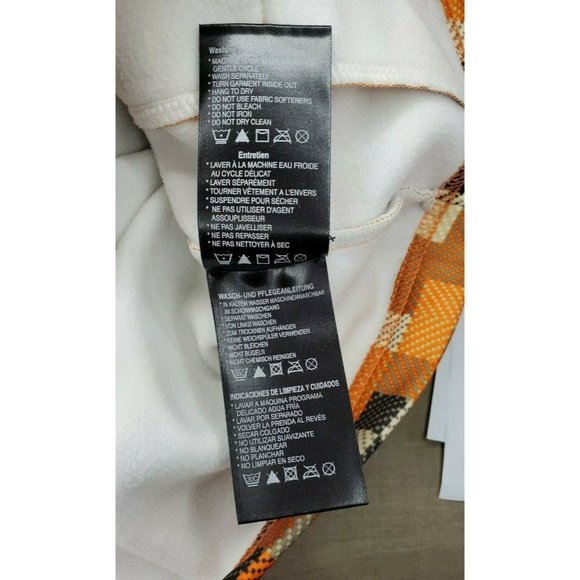 Washing
* MACHINE WASH IN
GENTLE CYCLE
* WASH SEPARATELY
* TURN GARMENT INSIDE OUT
* HANG TO DRY
* DO NOT USE FABRIC SOFTENERS
* DO NOT BLEACH
* DO NOT IRON
* DO NOT DRY CLEAN
Entretien
* LAVER À LA MACHINE EAU FROIDE
AU CYCLE DÉLICAT
* LAVER SÉPARÉMENT
* TOURNER VÊTEMENT A L'ENVERS
* SUSPENDRE POUR SÉCHER
* NE PAS UTILISER D'AGENT
ASSOUPLISSEUR
* NE PAS JAVELLISER
* NE PAS REPASSER
* NE PAS NETTOYER À SEC
WASCH- UND PFLEGEANLEITUNG
* IN KALTEM WASSER MASCHINENWASCHBAR
IM SCHONWASCHGANG
* SEPARAT WASCHEN
* VON LINKS WASCHEN
* ZUM TROCKNEN AUFHÄNGEN
* KEINE WEICHSPÜLER VERWENDEN
* NICHT BLEICHEN
* NICHT BÜGELN
* NICHT CHEMISCH REINIGEN
INDICACIONES DE LIMPIEZA Y CUIDADOS
* LAVAR A MÁQUINA PROGRAMA
DELICADO AGUA FRÍA
* LAVAR POR SEPARADO
* VOLVER LA PRENDA AL REVÉS
* SECAR COLGADO
* NO UTILIZAR SUAVIZANTE
* NO BLANQUEAR
* NO PLANCHAR
* NO LIMPIAR EN SECO